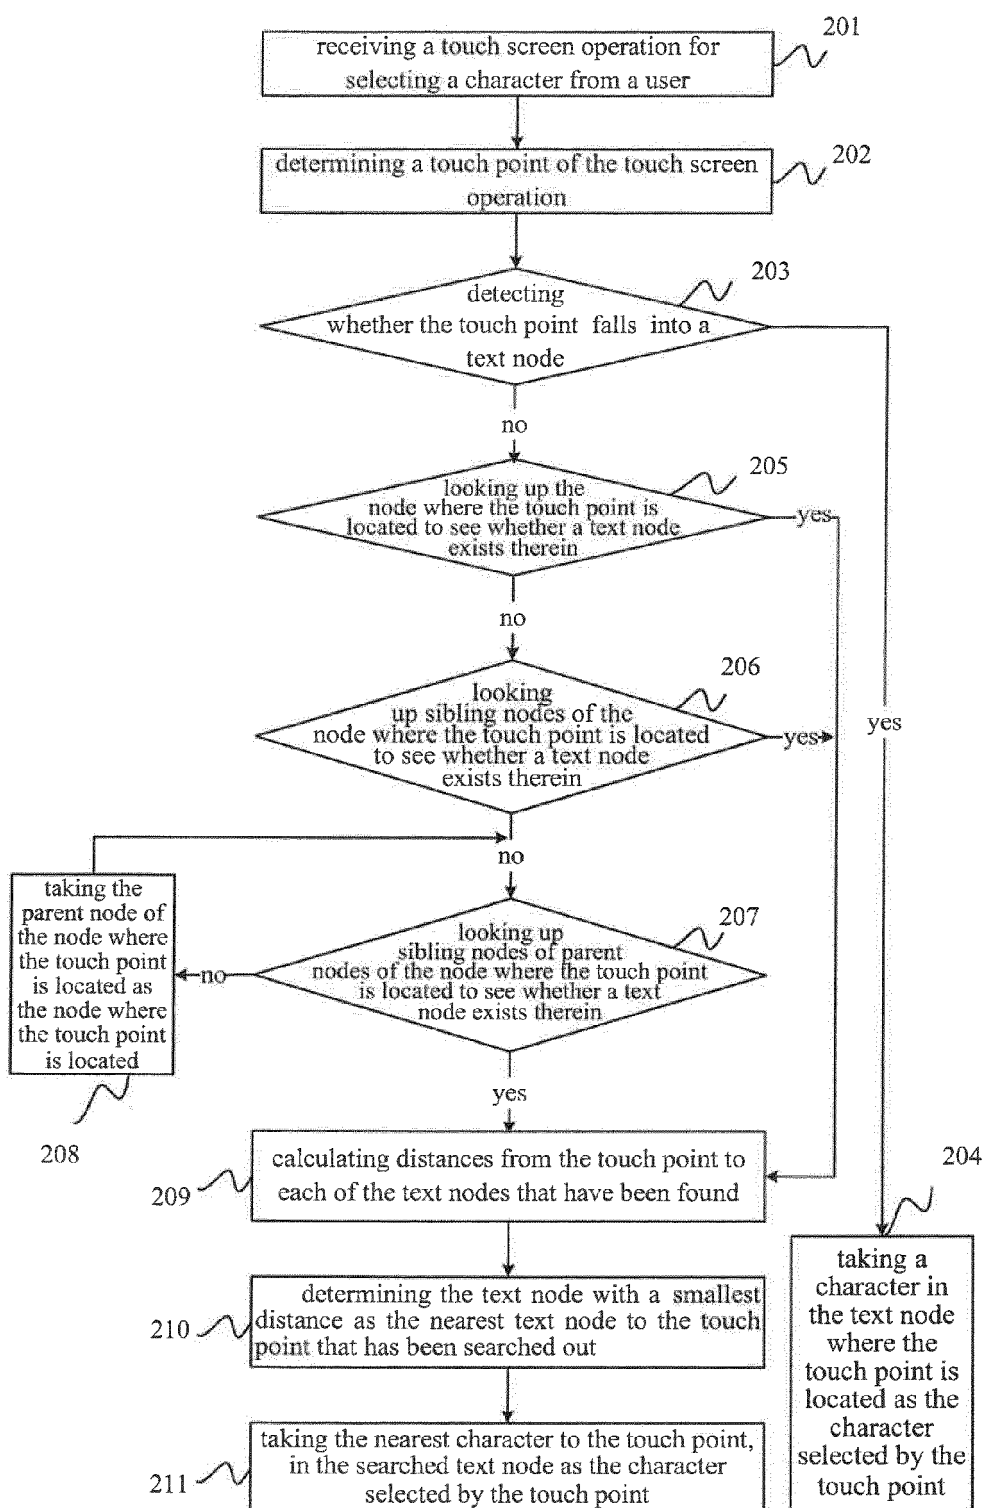 201
receiving a touch screen operation for
selecting a character from a user
202
determining a touch point of the touch screen
operation
203
detecting
whether the touch point falls into a
text node
no
205
looking up the
node where the touch point is
located to see whether a text node
exists therein
yes
no
206
looking
up sibling nodes of the
node where the touch point is located
to see whether a text node
exists therein
yes
yes
no
207
looking up
sibling nodes of parent
nodes of the node where the touch point
is located to see whether a text
node exists therein
no
taking the
parent node of
the node where
the touch point
is located as
the node where
the touch point
is located
208
yes
calculating distances from the touch point to
each of the text nodes that have been found
209
204
determining the text node with a smallest
distance as the nearest text node to the touch
point that has been searched out
210
taking the nearest character to the touch point,
in the searched text node as the character
selected by the touch point
211
taking a
character in
the text node
where the
touch point is
located as the
character
selected by the
touch point